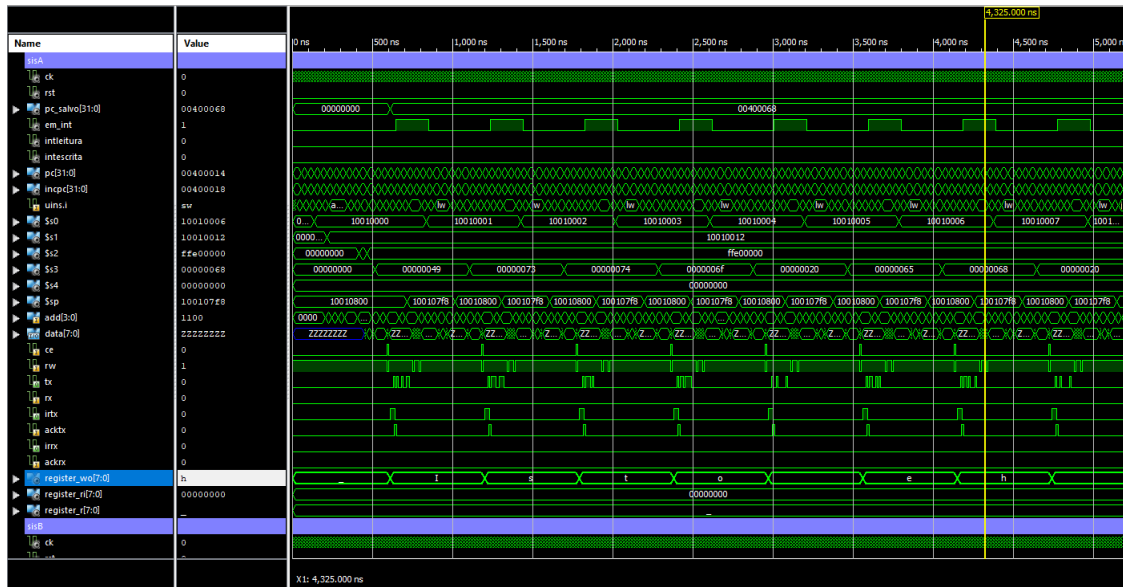 4,325.000 ns
Name Value 0 ns 500 ns 1,000 ns 1,500 ns 2,000 ns 2,500 ns 3,000 ns 3,500 ns 4,000 ns 4,500 ns 5,000 n
sisA
ck 0
rst 0
pc_salvo[31:0] 00400068 00000000 00400068
em_int 1
intleitura 0
intescrita 0
pc[31:0] 00400014
incpc[31:0] 00400018
uins.i sw a... lw lw lw lw lw lw lw lw lw
$s0 10010006 0... 10010000 10010001 10010002 10010003 10010004 10010005 10010006 10010007 1001...
$s1 10010012 0000... 10010012
$s2 ffe00000 00000000 ffe00000
$s3 00000068 00000000 00000049 00000073 00000074 0000006f 00000020 00000065 00000068 00000020
$s4 00000000 00000000
$sp 100107f8 10010800 100107f8 10010800 100107f8 10010800 100107f8 10010800 100107f8 10010800 100107f8 10010800 100107f8 10010800 100107f8 10010800 100107f8
add[3:0] 1100 0000
data[7:0] ZZZZZZZZ ZZZZZZZZ
ce 0
rw 1
tx 0
rx 0
irtx 0
acktx 0
irrx 0
ackrx 0
register_wo[7:0] h _ I s t o e h
register_ri[7:0] 00000000 00000000
register_r[7:0] _ _
sisB
ck 0
X1: 4,325.000 ns